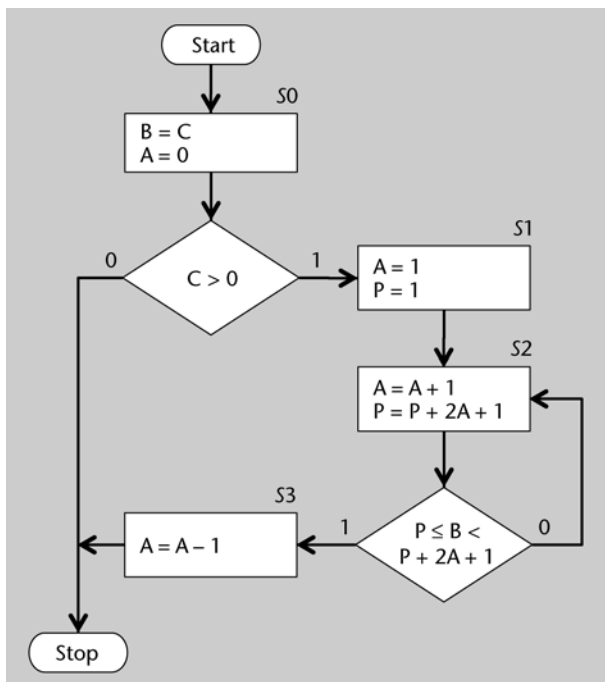 Start
S0
B = C
A = 0
0
C > 0
1
S1
A = 1
P = 1
S2
A = A + 1
P = P + 2A + 1
S3
A = A – 1
1
P ≤ B <
P + 2A + 1
0
Stop